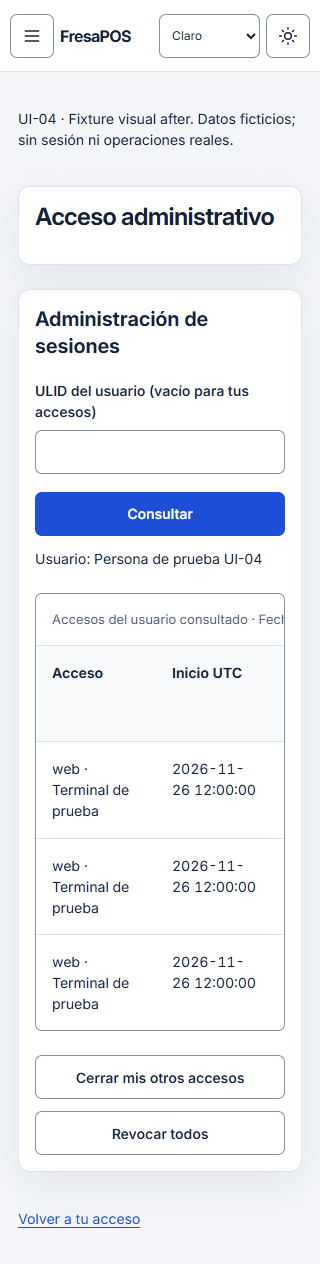 FresaPOS
Claro
UI-04 · Fixture visual after. Datos ficticios;
sin sesión ni operaciones reales.
Acceso administrativo
Administración de
sesiones
ULID del usuario (vacío para tus
accesos)
Consultar
Usuario: Persona de prueba UI-04
Accesos del usuario consultado · Fech
Acceso Inicio UTC
web · 2026-11-
Terminal de 26 12:00:00
prueba
web · 2026-11-
Terminal de 26 12:00:00
prueba
web · 2026-11-
Terminal de 26 12:00:00
prueba
Cerrar mis otros accesos
Revocar todos
Volver a tu acceso